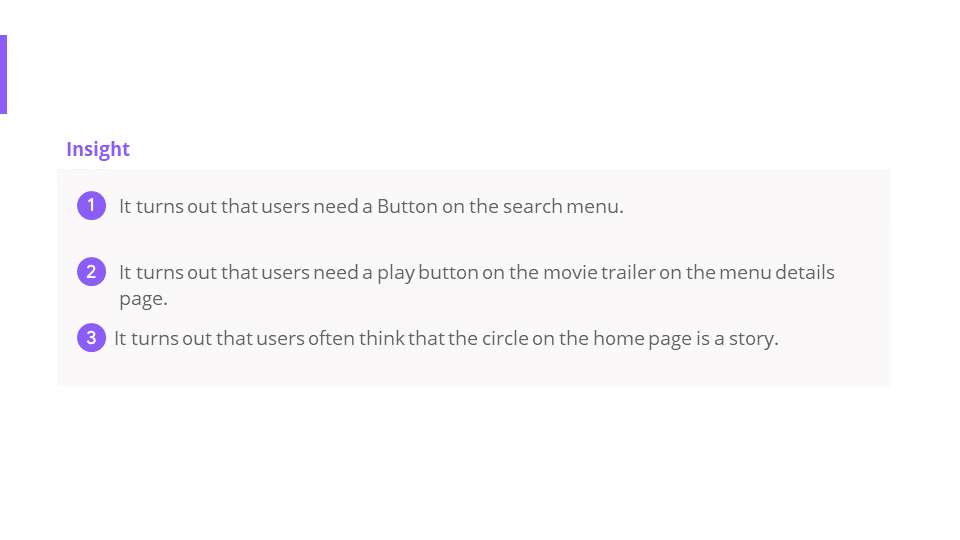 Insight
1 It turns out that users need a Button on the search menu.
2 It turns out that users need a play button on the movie trailer on the menu details
page.
3 It turns out that users often think that the circle on the home page is a story.